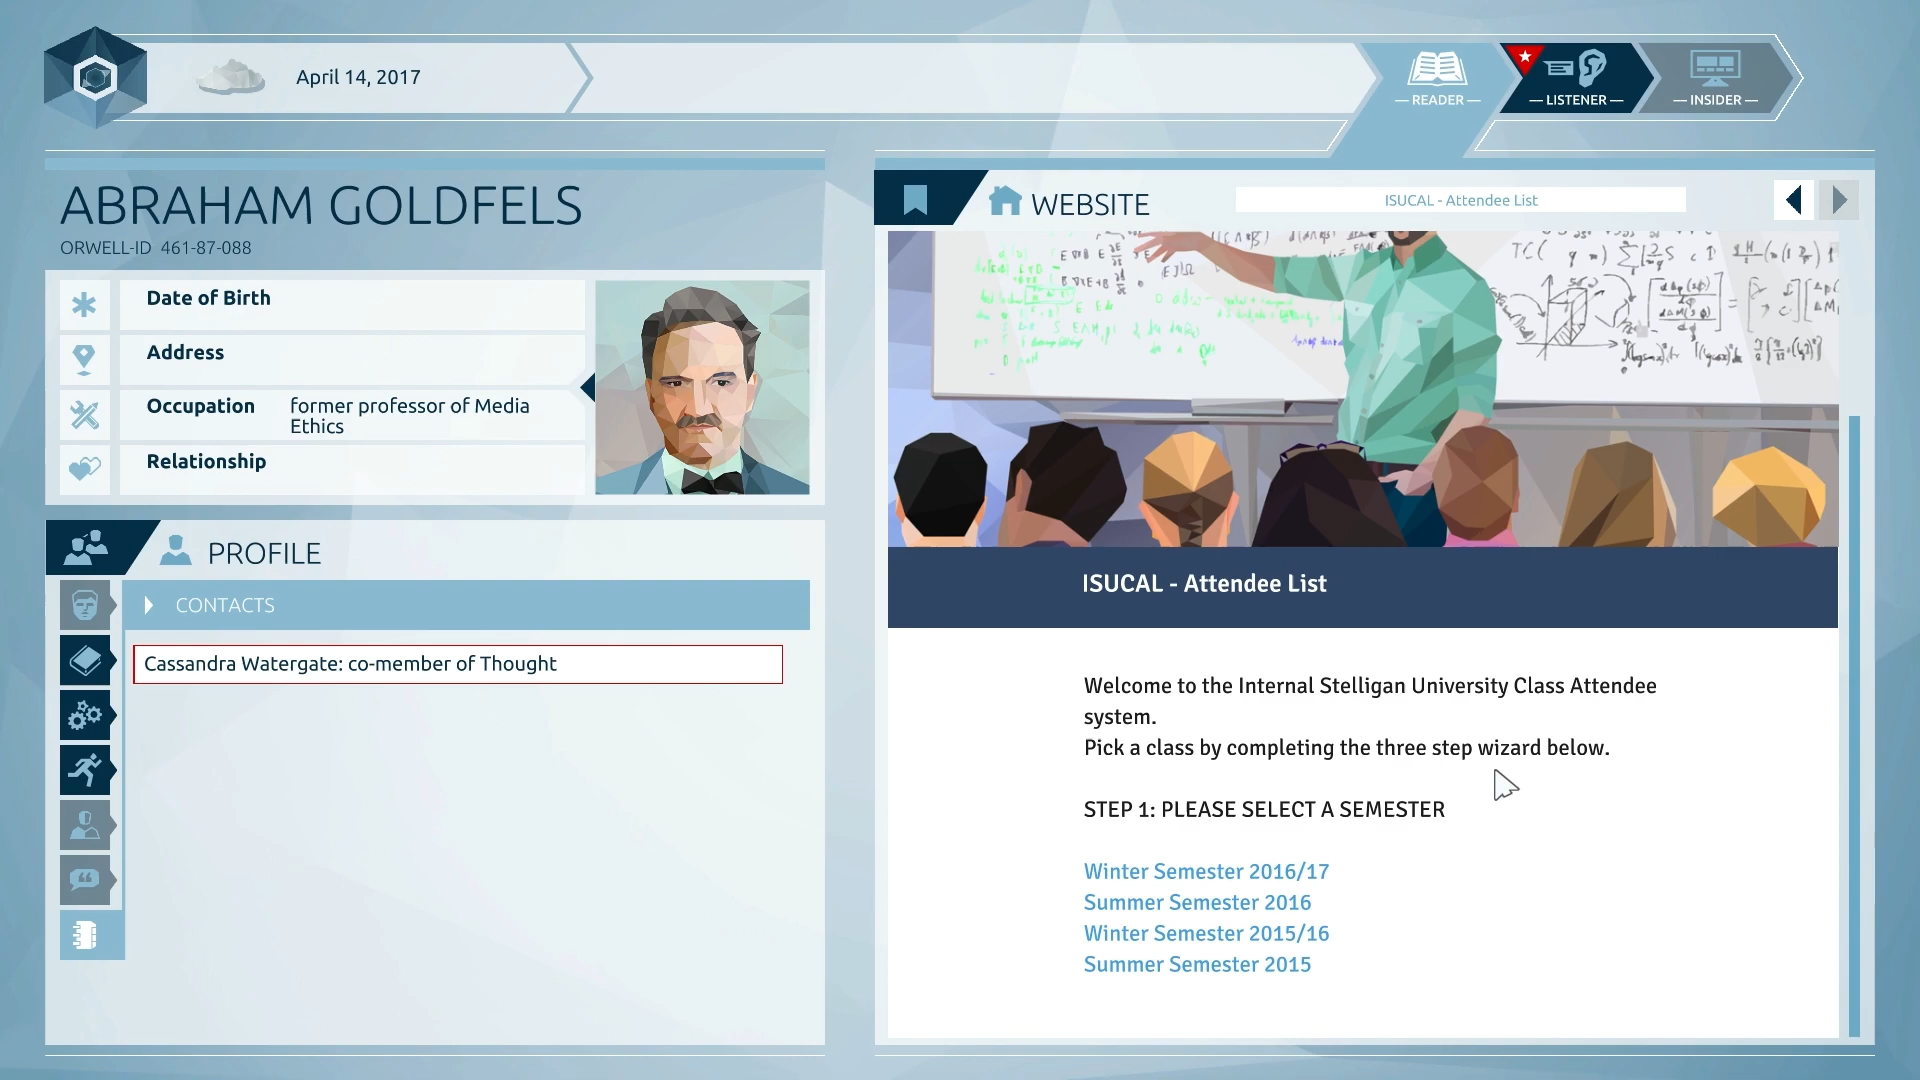 April 14, 2017
— READER —
— LISTENER —
— INSIDER —
ABRAHAM GOLDFELS
ORWELL-ID 461-87-088
Date of Birth
Address
Occupation former professor of Media
Ethics
Relationship
PROFILE
CONTACTS
Cassandra Watergate: co-member of Thought
WEBSITE
ISUCAL - Attendee List
ISUCAL - Attendee List
Welcome to the Internal Stelligan University Class Attendee
system.
Pick a class by completing the three step wizard below.
STEP 1: PLEASE SELECT A SEMESTER
Winter Semester 2016/17
Summer Semester 2016
Winter Semester 2015/16
Summer Semester 2015